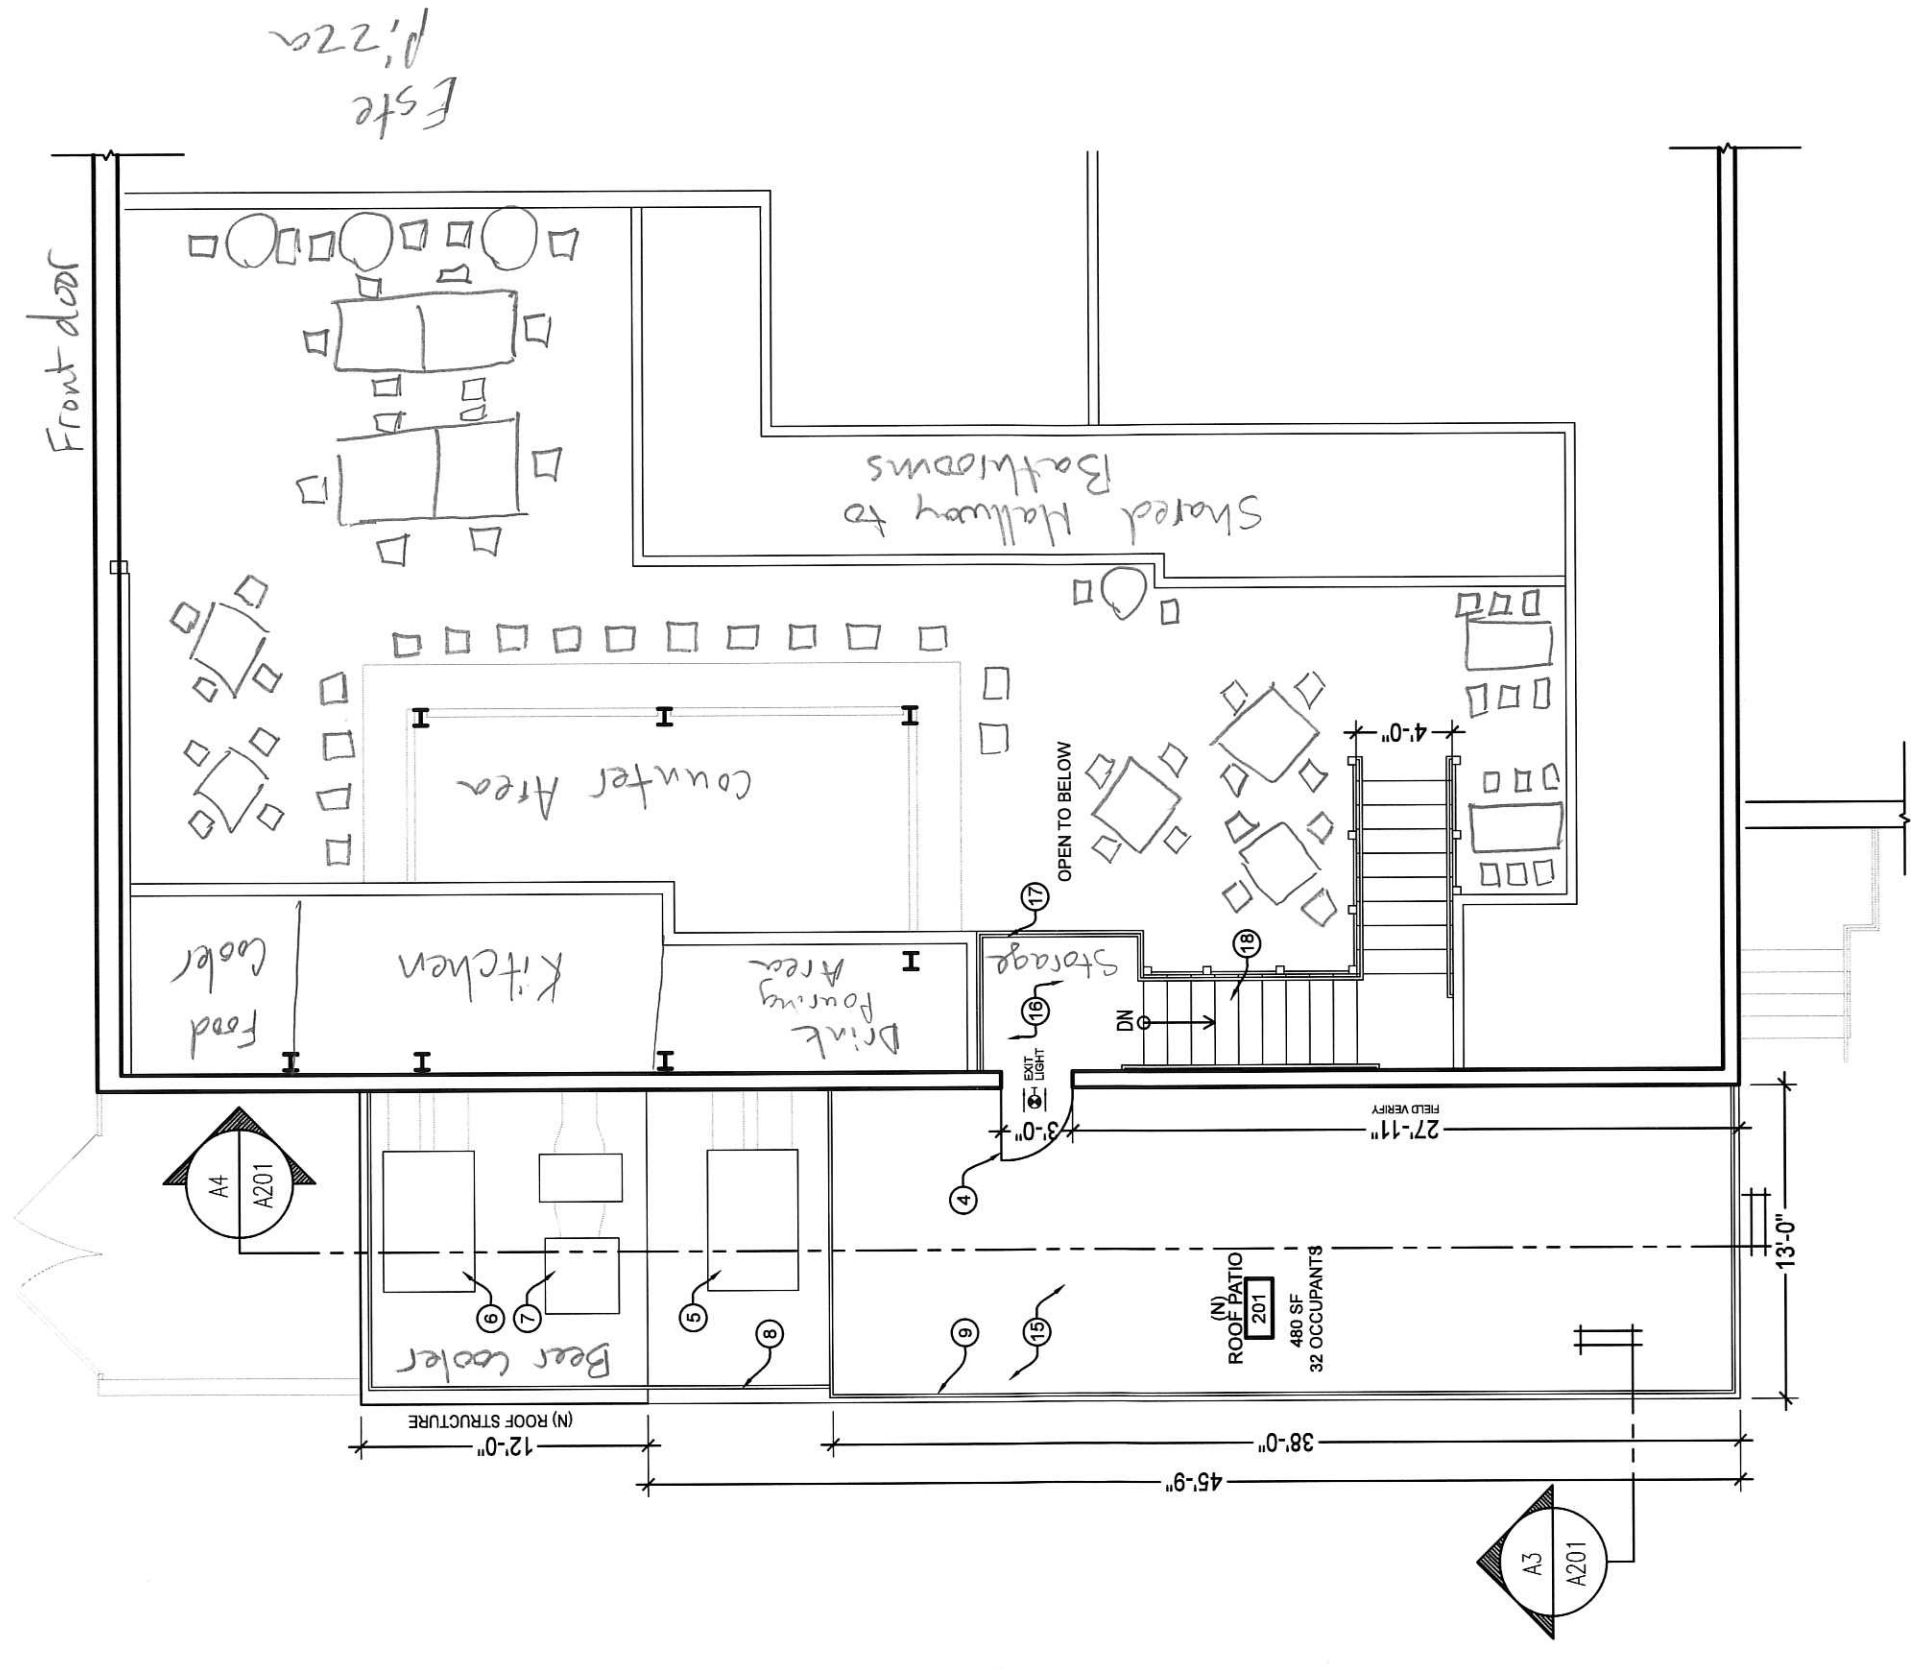 Este
Pizza
Front door
Shared Hallway to
Bathrooms
Counter Area
OPEN TO BELOW
4'-0"
17
18
Food
Cooler
Kitchen
Drink
Pouring
Area
Storage
16
DN
EXIT
LIGHT
3'-0"
27'-11"
FIELD VERIFY
A4
A201
4
6
7
5
8
9
15
Beer Cooler
(N)
ROOF PATIO
201
480 SF
32 OCCUPANTS
13'-0"
(N) ROOF STRUCTURE
12'-0"
38'-0"
45'-9"
A3
A201